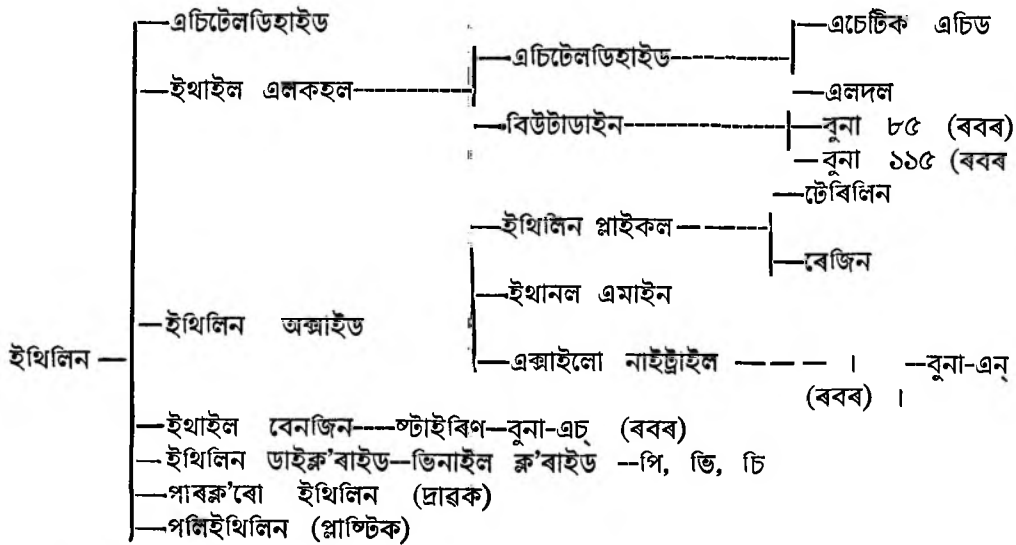 এচিটেলডিহাইড
এচেটিক এচিড
এচিটেলডিহাইড
ইথাইল এলকহল
এলদল
বিউটাডাইন
বুনা ৮৫ (ৰবৰ)
বুনা ১১৫ (ৰবৰ
টেৰিলিন
ইথিলিন গ্লাইকল
ৰেজিন
ইথানল এমাইন
ইথিলিন অক্সাইড
ইথিলিন
এক্সাইলো নাইট্ৰাইল — বুনা-এন্
(ৰবৰ) ।
ইথাইল বেনজিন----ষ্টাইৰিণ—বুনা-এচ্ (ৰবৰ)
ইথিলিন ডাইক্ল'ৰাইড—ভিনাইল ক্ল'ৰাইড --পি, ভি, চি
পাৰক্ল'ৰো ইথিলিন (দ্ৰাৱক)
পলিইথিলিন (প্লাষ্টিক)